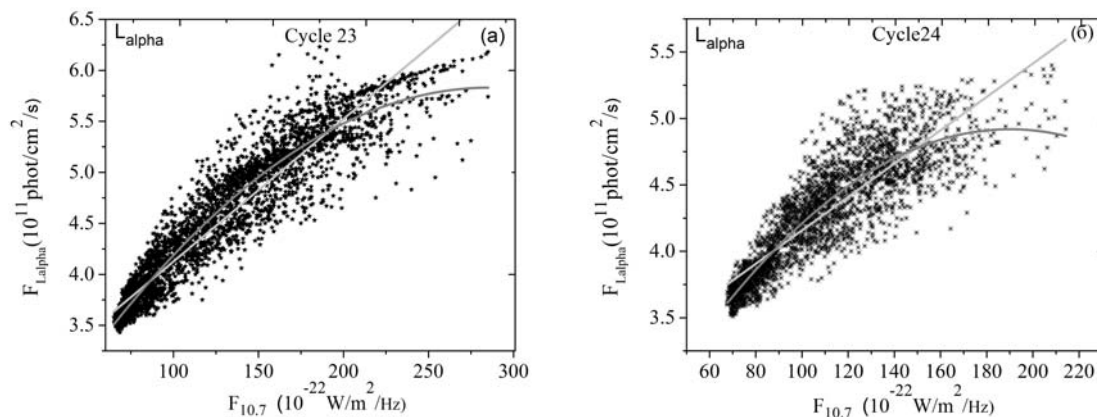 L_alpha Cycle 23 (a)
F_Lalpha(10^11 phot/cm^2/s)
6.5
6.0
5.5
5.0
4.5
4.0
3.5
100 150 200 250 300
F_10.7 (10^-22 W/m^2/Hz)
L_alpha Cycle24 (б)
F_Lalpha(10^11 phot/cm^2/s)
5.5
5.0
4.5
4.0
3.5
60 80 100 120 140 160 180 200 220
F_10.7 (10^-22 W/m^2/Hz)